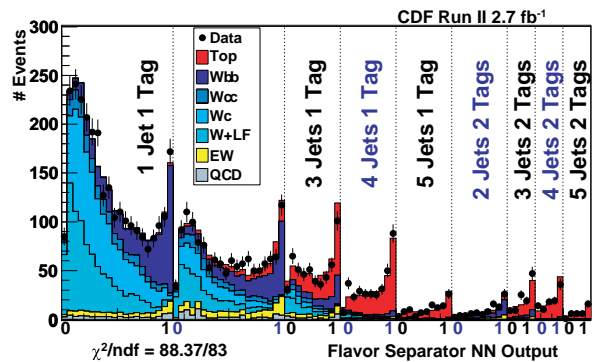 CDF Run II 2.7 fb⁻¹
# Events
300
250
200
150
100
50
0
Data
Top
Wbb
Wcc
Wc
W+LF
EW
QCD
1 Jet 1 Tag
3 Jets 1 Tag
4 Jets 1 Tag
5 Jets 1 Tag
2 Jets 2 Tags
3 Jets 2 Tags
4 Jets 2 Tags
5 Jets 2 Tags
0 1 0 1 0 1 0 1 0 1 0 1 0 1 0 1 0 1
χ²/ndf = 88.37/83
Flavor Separator NN Output